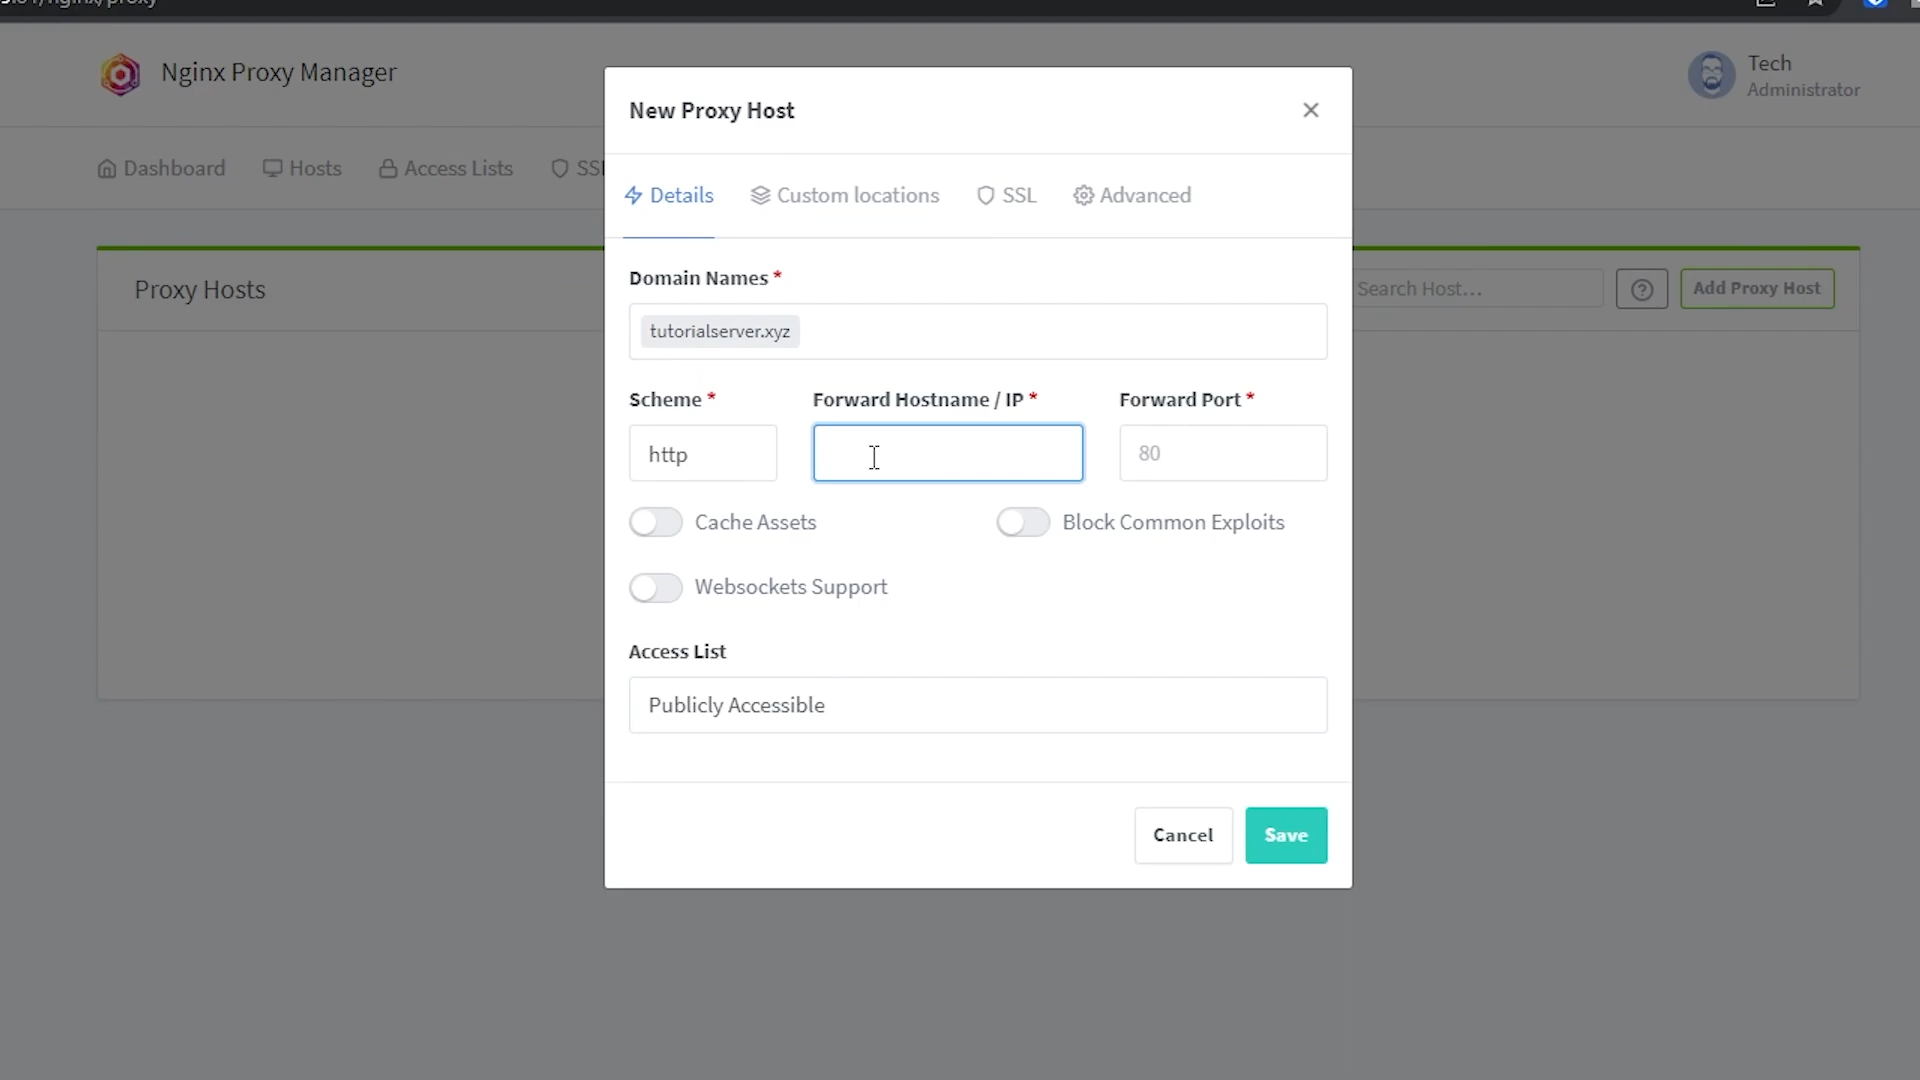 Nginx Proxy Manager
Tech
Administrator
Dashboard
Hosts
Access Lists
New Proxy Host
Details
Custom locations
SSL
Advanced
Proxy Hosts
Search Host...
Add Proxy Host
Domain Names *
tutorialserver.xyz
Scheme *
Forward Hostname / IP *
Forward Port *
http
80
Cache Assets
Block Common Exploits
Websockets Support
Access List
Publicly Accessible
Cancel
Save